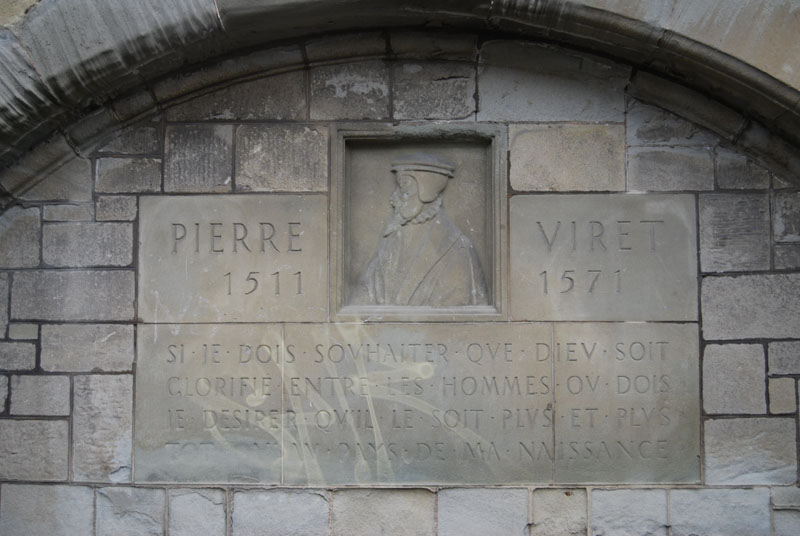 PIERRE VIRET
1511 1571
SI·IE·DOIS·SOVHAITER·QVE·DIEV·SOIT
GLORIFIE·ENTRE·LES·HOMMES·OV·DOIS
IE·DESIRER·QV'IL·LE·SOIT·PLVS·ET·PLVS
PAYS·DE·MA·NAISSANCE